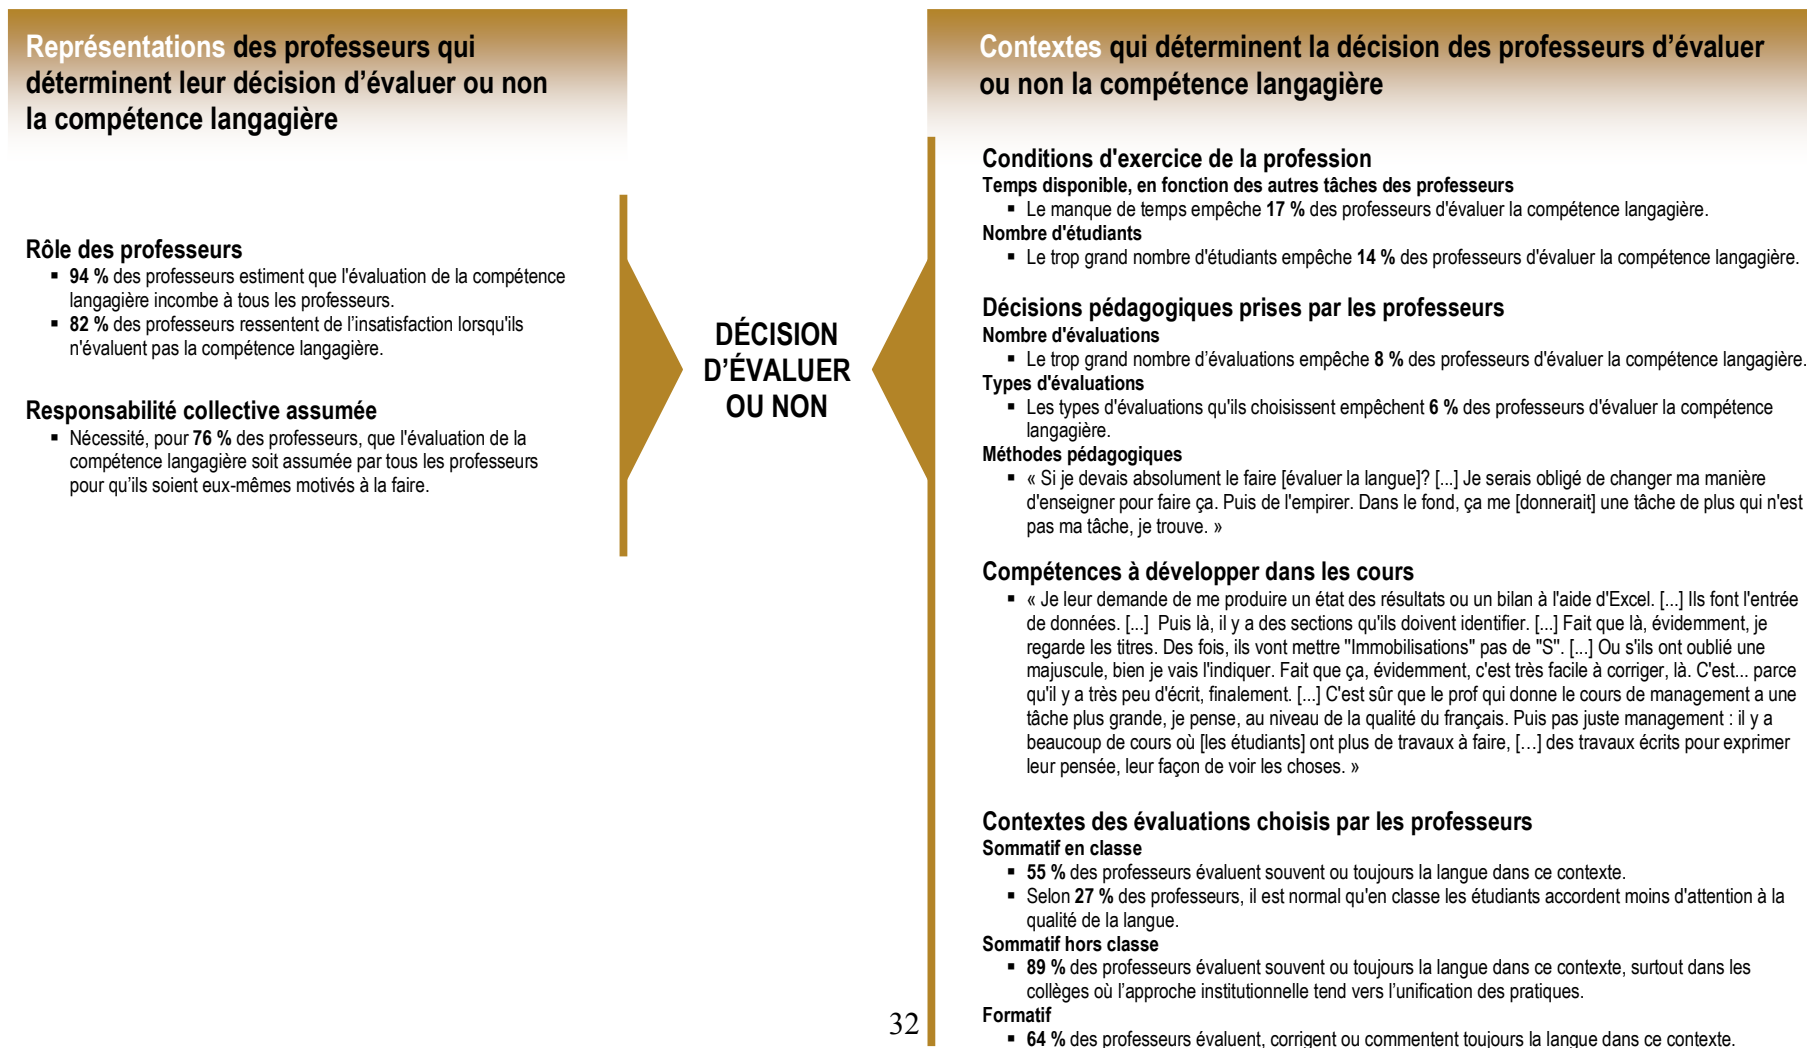 Représentations des professeurs qui
déterminent leur décision d’évaluer ou non
la compétence langagière
Rôle des professeurs
▪ 94 % des professeurs estiment que l'évaluation de la compétence
langagière incombe à tous les professeurs.
▪ 82 % des professeurs ressentent de l’insatisfaction lorsqu'ils
n'évaluent pas la compétence langagière.
Responsabilité collective assumée
▪ Nécessité, pour 76 % des professeurs, que l'évaluation de la
compétence langagière soit assumée par tous les professeurs
pour qu’ils soient eux-mêmes motivés à la faire.
DÉCISION
D’ÉVALUER
OU NON
Contextes qui déterminent la décision des professeurs d’évaluer
ou non la compétence langagière
Conditions d'exercice de la profession
Temps disponible, en fonction des autres tâches des professeurs
▪ Le manque de temps empêche 17 % des professeurs d'évaluer la compétence langagière.
Nombre d'étudiants
▪ Le trop grand nombre d'étudiants empêche 14 % des professeurs d'évaluer la compétence langagière.
Décisions pédagogiques prises par les professeurs
Nombre d'évaluations
▪ Le trop grand nombre d’évaluations empêche 8 % des professeurs d'évaluer la compétence langagière.
Types d'évaluations
▪ Les types d'évaluations qu'ils choisissent empêchent 6 % des professeurs d'évaluer la compétence
langagière.
Méthodes pédagogiques
▪ « Si je devais absolument le faire [évaluer la langue]? [...] Je serais obligé de changer ma manière
d'enseigner pour faire ça. Puis de l'empirer. Dans le fond, ça me [donnerait] une tâche de plus qui n'est
pas ma tâche, je trouve. »
Compétences à développer dans les cours
▪ « Je leur demande de me produire un état des résultats ou un bilan à l'aide d'Excel. [...] Ils font l'entrée
de données. [...] Puis là, il y a des sections qu'ils doivent identifier. [...] Fait que là, évidemment, je
regarde les titres. Des fois, ils vont mettre "Immobilisations" pas de "S". [...] Ou s'ils ont oublié une
majuscule, bien je vais l'indiquer. Fait que ça, évidemment, c'est très facile à corriger, là. C'est... parce
qu'il y a très peu d'écrit, finalement. [...] C'est sûr que le prof qui donne le cours de management a une
tâche plus grande, je pense, au niveau de la qualité du français. Puis pas juste management : il y a
beaucoup de cours où [les étudiants] ont plus de travaux à faire, […] des travaux écrits pour exprimer
leur pensée, leur façon de voir les choses. »
Contextes des évaluations choisis par les professeurs
Sommatif en classe
▪ 55 % des professeurs évaluent souvent ou toujours la langue dans ce contexte.
▪ Selon 27 % des professeurs, il est normal qu'en classe les étudiants accordent moins d'attention à la
qualité de la langue.
Sommatif hors classe
▪ 89 % des professeurs évaluent souvent ou toujours la langue dans ce contexte, surtout dans les
collèges où l’approche institutionnelle tend vers l’unification des pratiques.
Formatif
▪ 64 % des professeurs évaluent, corrigent ou commentent toujours la langue dans ce contexte.
32